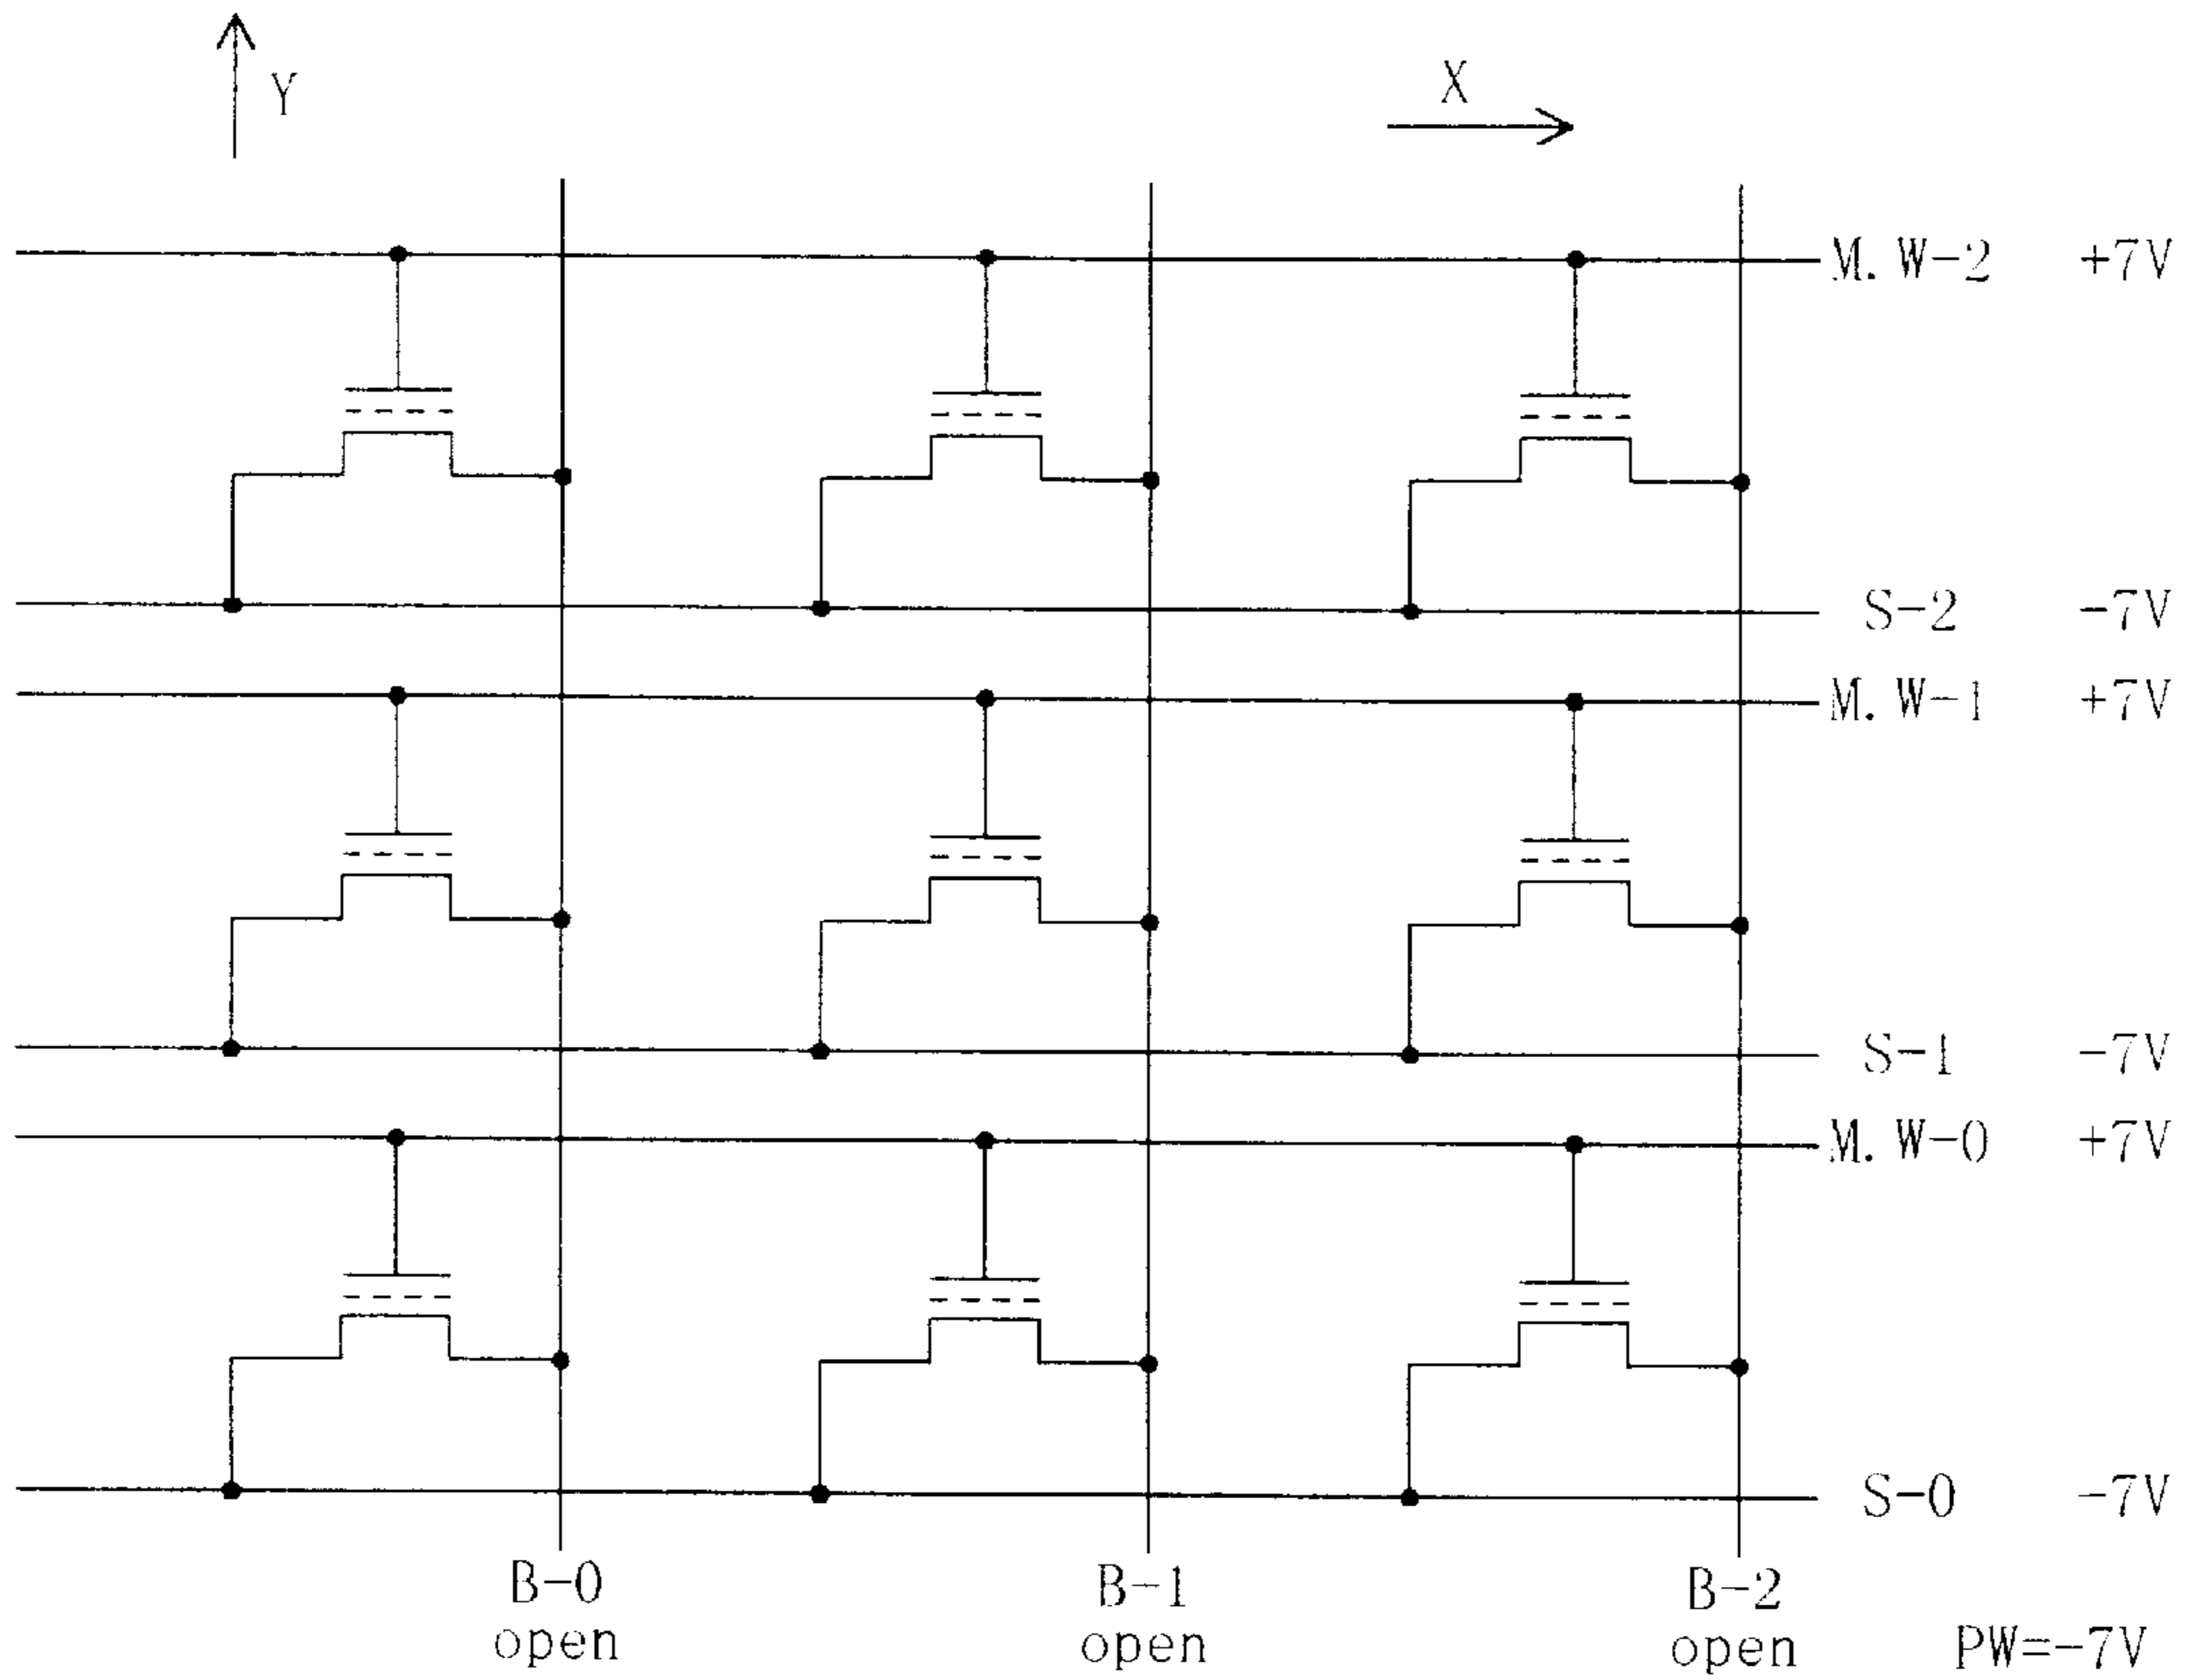 Y
X
M. W-2 +7V
S-2 -7V
M. W-1 +7V
S-1 -7V
M. W-0 +7V
S-0 -7V
B-0 B-1 B-2
open open open PW=-7V